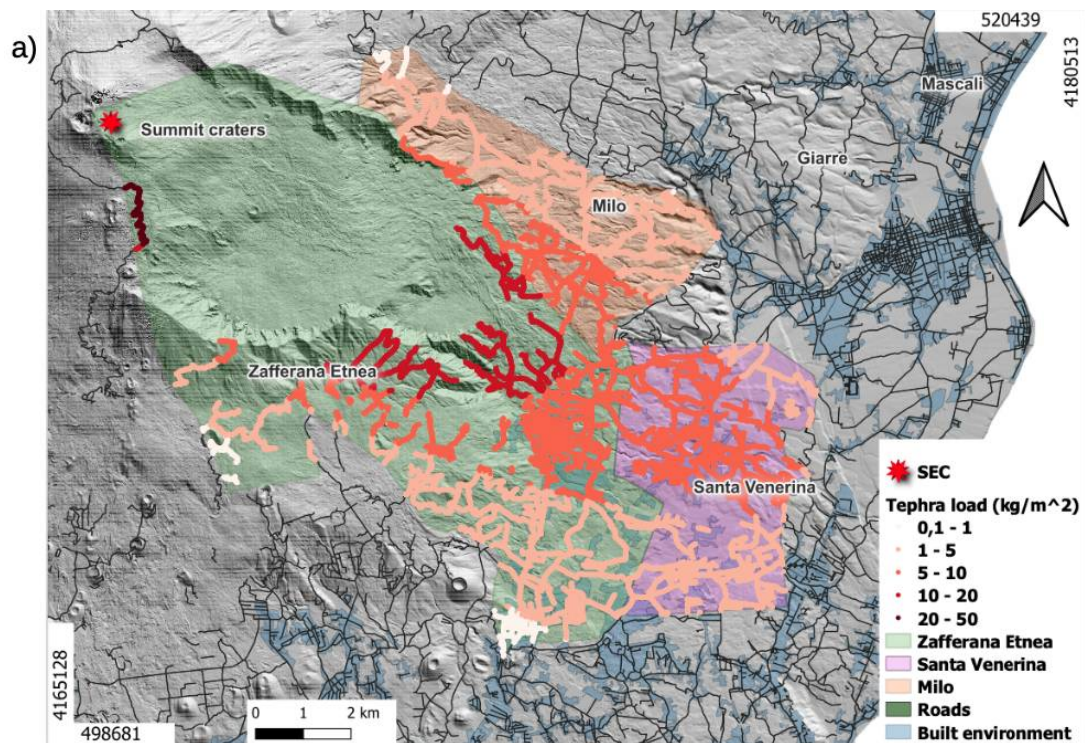 a)
520439
4180513
Mascali
Summit craters
Giarre
Milo
Zafferana Etnea
Santa Venerina
SEC
Tephra load (kg/m^2)
0,1 - 1
1 - 5
5 - 10
10 - 20
20 - 50
Zafferana Etnea
Santa Venerina
Milo
Roads
Built environment
4165128
498681
0 1 2 km